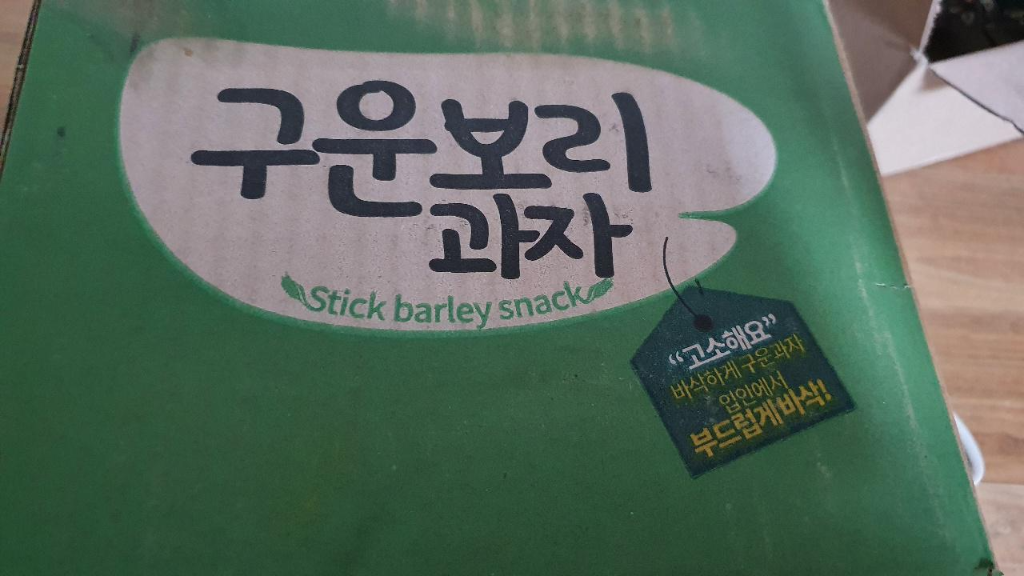 구운보리
과자
Stick barley snack
“고소해요”
바삭하게 구운 과자
입안에서
부드럽게 바삭!